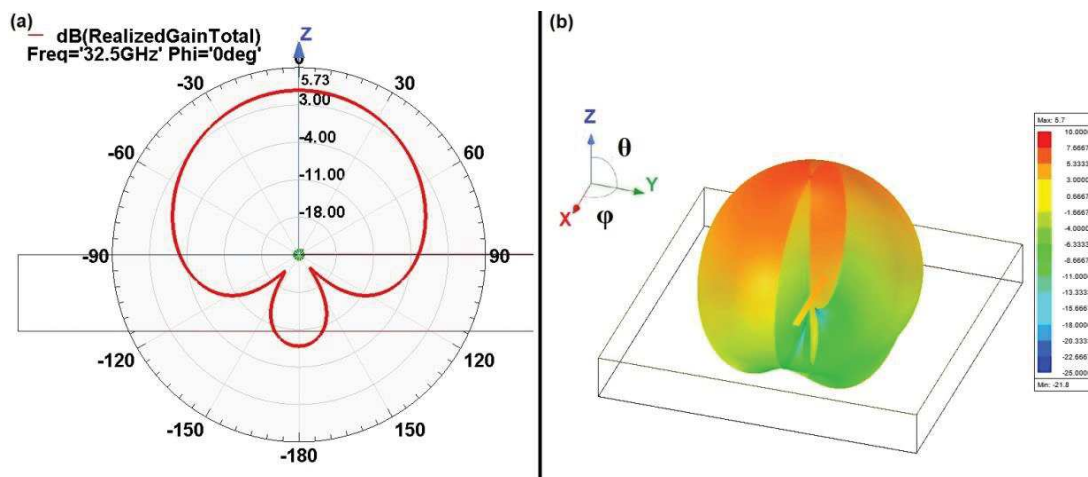 (a)
dB(RealizedGainTotal)
Freq='32.5GHz' Phi='0deg'
Z
0
5.73
3.00
-4.00
-11.00
-18.00
-30
30
-60
60
-90
90
-120
120
-150
150
-180
(b)
Z
θ
Y
X
φ
Max: 5.7
10.0000
7.6667
3.0000
0.6667
-1.6667
-4.0000
-6.3333
-8.6667
-11.0000
-13.3333
-15.6667
-18.0000
-20.3333
-22.6667
-25.0000
Min: -21.8